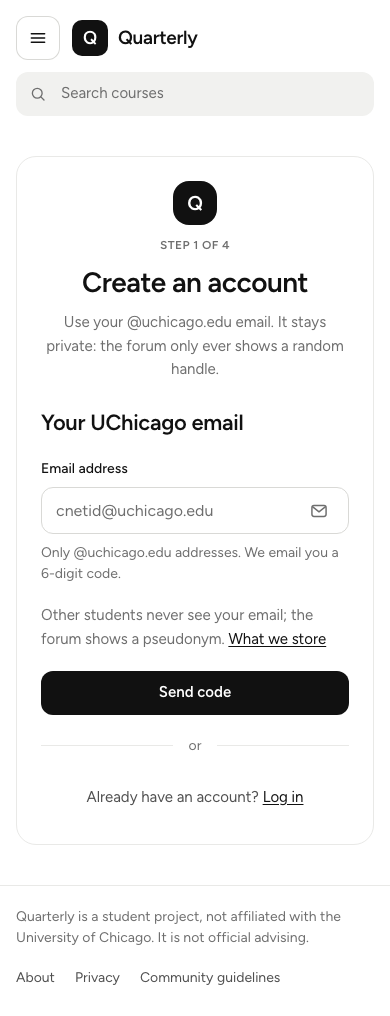 Q Quarterly
Search courses
Q
STEP 1 OF 4
Create an account
Use your @uchicago.edu email. It stays
private: the forum only ever shows a random
handle.
Your UChicago email
Email address
cnetid@uchicago.edu
Only @uchicago.edu addresses. We email you a
6-digit code.
Other students never see your email; the
forum shows a pseudonym. What we store
Send code
or
Already have an account? Log in
Quarterly is a student project, not affiliated with the
University of Chicago. It is not official advising.
About Privacy Community guidelines